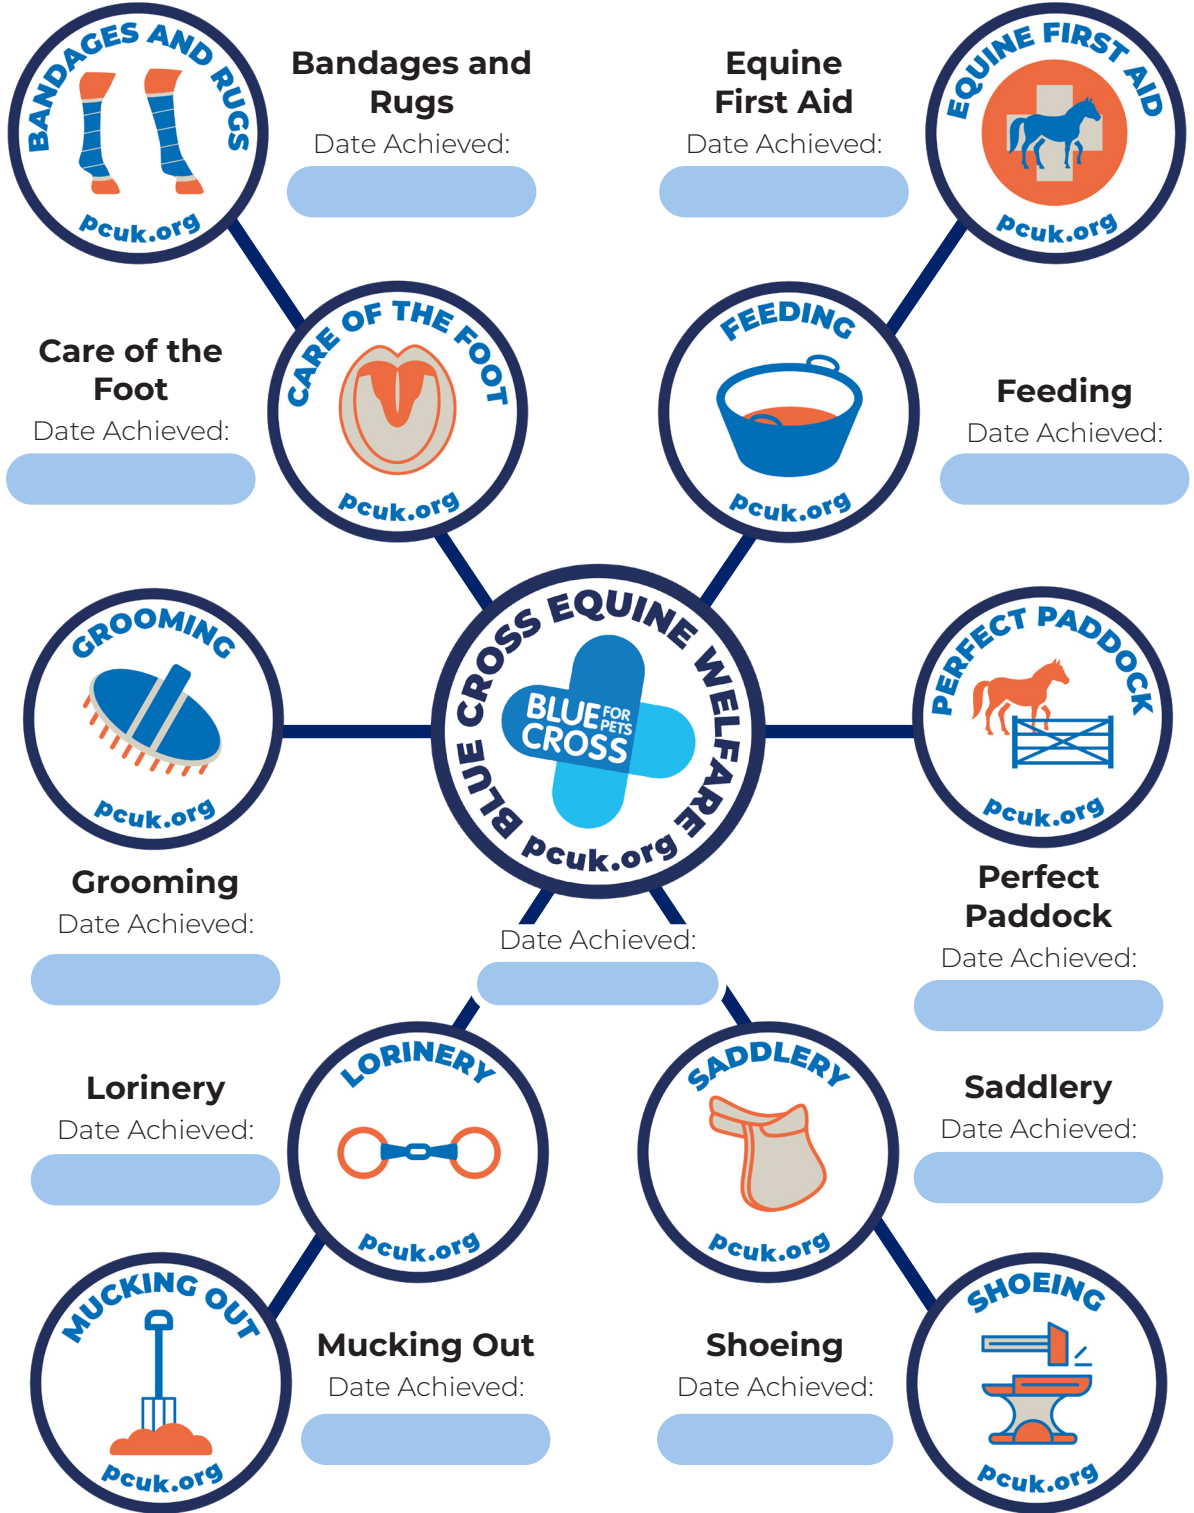 BANDAGES AND RUGS
pcuk.org
Bandages and
Rugs
Date Achieved:
Equine
First Aid
Date Achieved:
EQUINE FIRST AID
pcuk.org
Care of the
Foot
Date Achieved:
CARE OF THE FOOT
pcuk.org
FEEDING
pcuk.org
Feeding
Date Achieved:
GROOMING
pcuk.org
Grooming
Date Achieved:
BLUE CROSS EQUINE WELFARE
BLUE FOR PETS
CROSS
pcuk.org
Date Achieved:
PERFECT PADDOCK
pcuk.org
Perfect
Paddock
Date Achieved:
Lorinery
Date Achieved:
LORINERY
pcuk.org
SADDLERY
pcuk.org
Saddlery
Date Achieved:
MUCKING OUT
pcuk.org
Mucking Out
Date Achieved:
Shoeing
Date Achieved:
SHOEING
pcuk.org